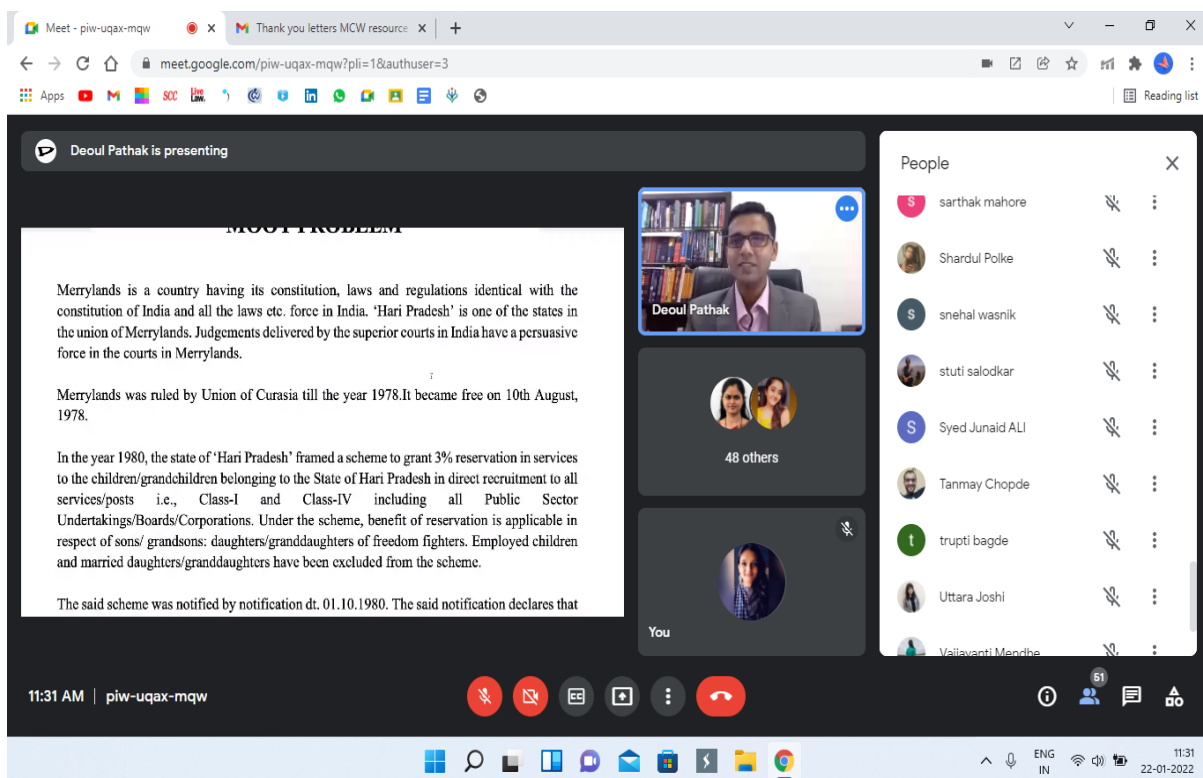 Meet - piw-uqax-mqw
Thank you letters MCW resource
meet.google.com/piw-uqax-mqw?pli=1&authuser=3
Apps
SCC
Live Law.
Reading list
Deoul Pathak is presenting
MOOT PROBLEM
Merrylands is a country having its constitution, laws and regulations identical with the
constitution of India and all the laws etc. force in India. ‘Hari Pradesh’ is one of the states in
the union of Merrylands. Judgements delivered by the superior courts in India have a persuasive
force in the courts in Merrylands.
Merrylands was ruled by Union of Curasia till the year 1978.It became free on 10th August,
1978.
In the year 1980, the state of ‘Hari Pradesh’ framed a scheme to grant 3% reservation in services
to the children/grandchildren belonging to the State of Hari Pradesh in direct recruitment to all
services/posts i.e., Class-I and Class-IV including all Public Sector
Undertakings/Boards/Corporations. Under the scheme, benefit of reservation is applicable in
respect of sons/ grandsons: daughters/granddaughters of freedom fighters. Employed children
and married daughters/granddaughters have been excluded from the scheme.
The said scheme was notified by notification dt. 01.10.1980. The said notification declares that
Deoul Pathak
48 others
You
People
S
sarthak mahore
Shardul Polke
s
snehal wasnik
stuti salodkar
S
Syed Junaid ALI
Tanmay Chopde
t
trupti bagde
Uttara Joshi
Vaijayanti Mendhe
11:31 AM | piw-uqax-mqw
CC
51
ENG
IN
11:31
22-01-2022